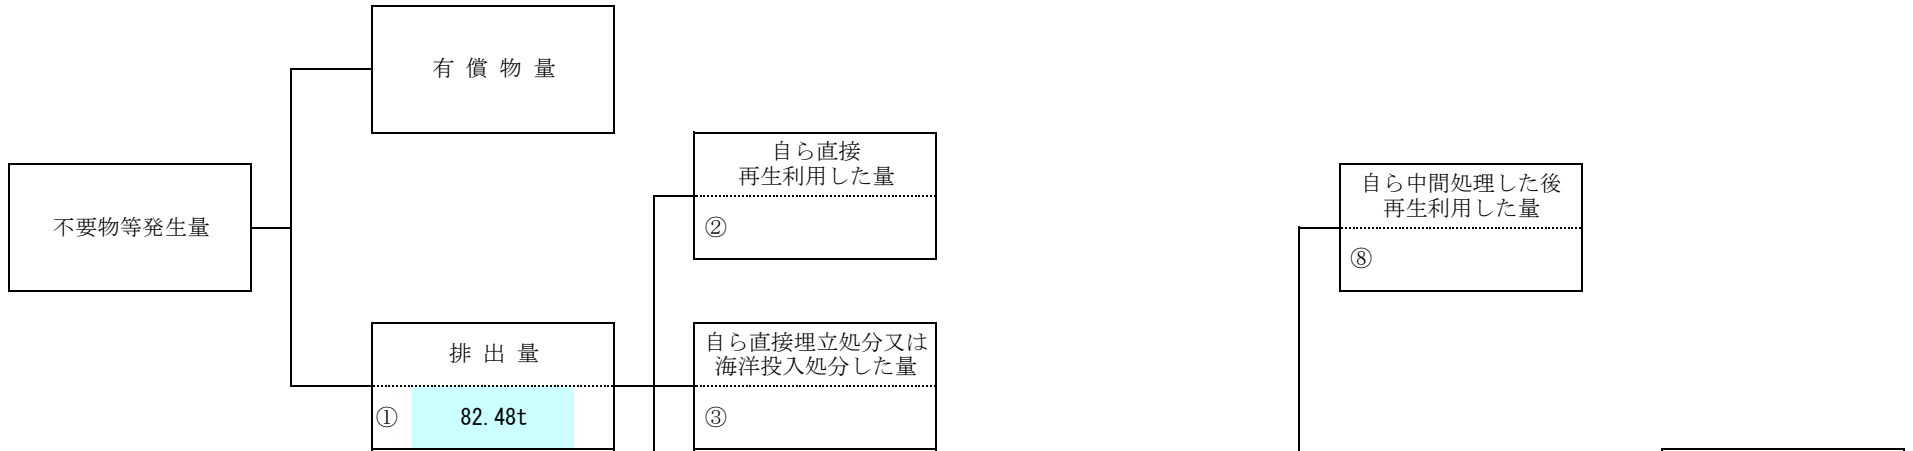 有償物量
自ら直接
再生利用した量
②
自ら中間処理した後
再生利用した量
⑧
不要物等発生量
排出量
① 82.48t
自ら直接埋立処分又は
海洋投入処分した量
③